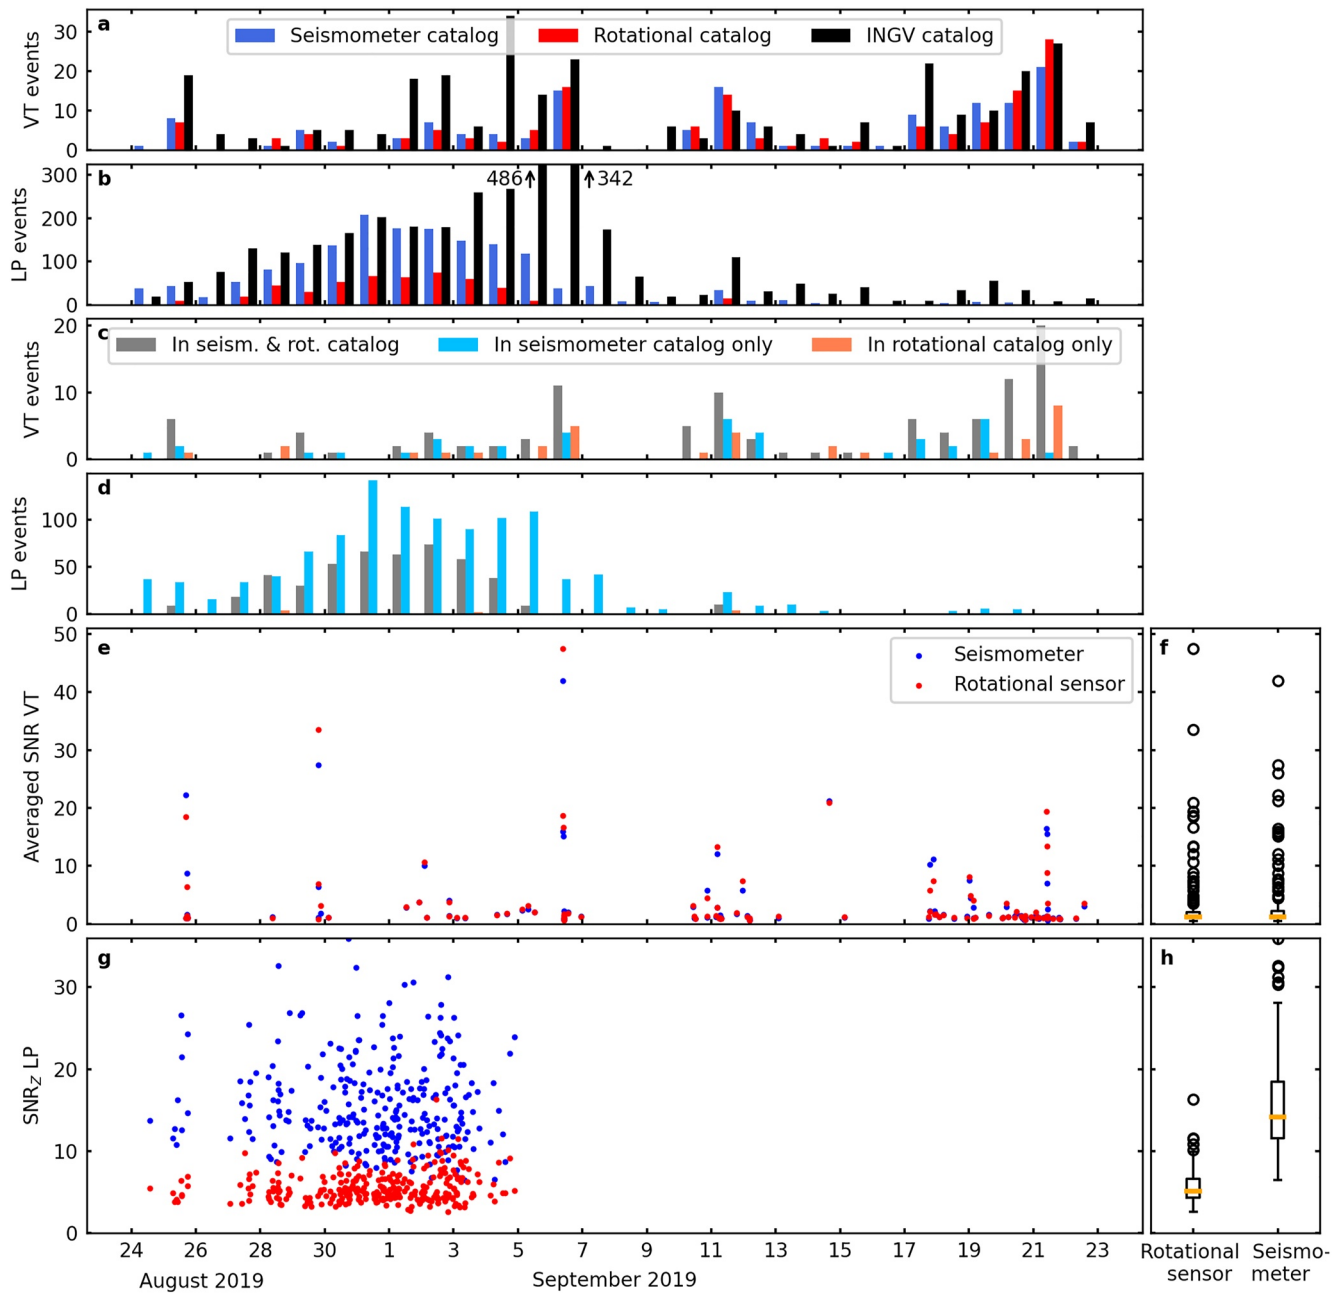 a
Seismometer catalog Rotational catalog INGV catalog
VT events
30
20
10
0
b
486 342
LP events
300
200
100
0
c
In seism. & rot. catalog In seismometer catalog only In rotational catalog only
VT events
20
10
0
d
LP events
100
50
0
e
Seismometer
Rotational sensor
Averaged SNR VT
50
40
30
20
10
0
f
g
SNRZ LP
30
20
10
0
h
24 26 28 30 1 3 5 7 9 11 13 15 17 19 21 23
August 2019 September 2019
Rotational sensor
Seismo-
meter